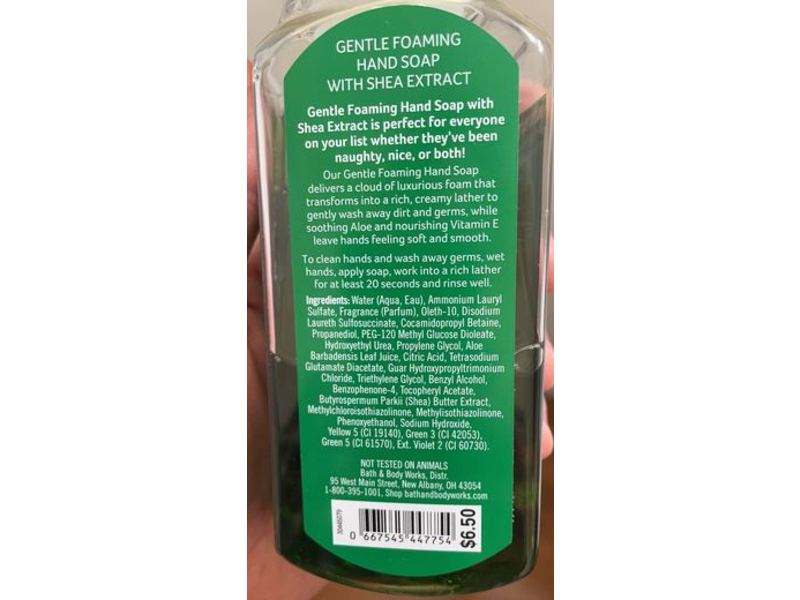 GENTLE FOAMING
HAND SOAP
WITH SHEA EXTRACT
Gentle Foaming Hand Soap with
Shea Extract is perfect for everyone
on your list whether they've been
naughty, nice, or both!
Our Gentle Foaming Hand Soap
delivers a cloud of luxurious foam that
transforms into a rich, creamy lather to
gently wash away dirt and germs, while
soothing Aloe and nourishing Vitamin E
leave hands feeling soft and smooth.
To clean hands and wash away germs, wet
hands, apply soap, work into a rich lather
for at least 20 seconds and rinse well.
Ingredients: Water (Aqua, Eau), Ammonium Lauryl
Sulfate, Fragrance (Parfum), Oleth-10, Disodium
Laureth Sulfosuccinate, Cocamidopropyl Betaine,
Propanediol, PEG-120 Methyl Glucose Dioleate,
Hydroxyethyl Urea, Propylene Glycol, Aloe
Barbadensis Leaf Juice, Citric Acid, Tetrasodium
Glutamate Diacetate, Guar Hydroxypropyltrimonium
Chloride, Triethylene Glycol, Benzyl Alcohol,
Benzophenone-4, Tocopheryl Acetate,
Butyrospermum Parkii (Shea) Butter Extract,
Methylchloroisothiazolinone, Methylisothiazolinone,
Phenoxyethanol, Sodium Hydroxide,
Yellow 5 (CI 19140), Green 3 (CI 42053),
Green 5 (CI 61570), Ext. Violet 2 (CI 60730).
NOT TESTED ON ANIMALS
Bath & Body Works, Distr.
95 West Main Street, New Albany, OH 43054
1-800-395-1001, Shop bathandbodyworks.com
0 667545 447754
$6.50